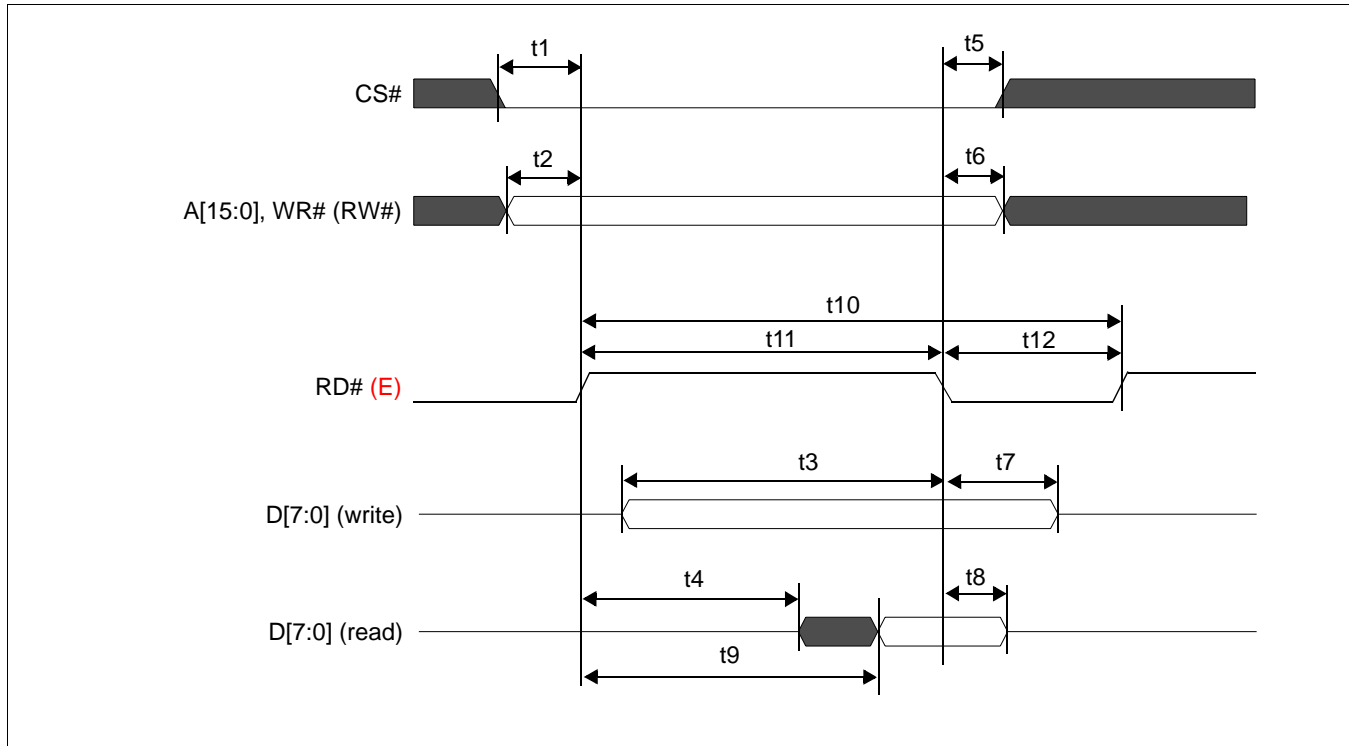 t1
t5
CS#
t2
t6
A[15:0], WR# (RW#)
t10
t11
t12
RD# (E)
t3
t7
D[7:0] (write)
t4
t8
D[7:0] (read)
t9